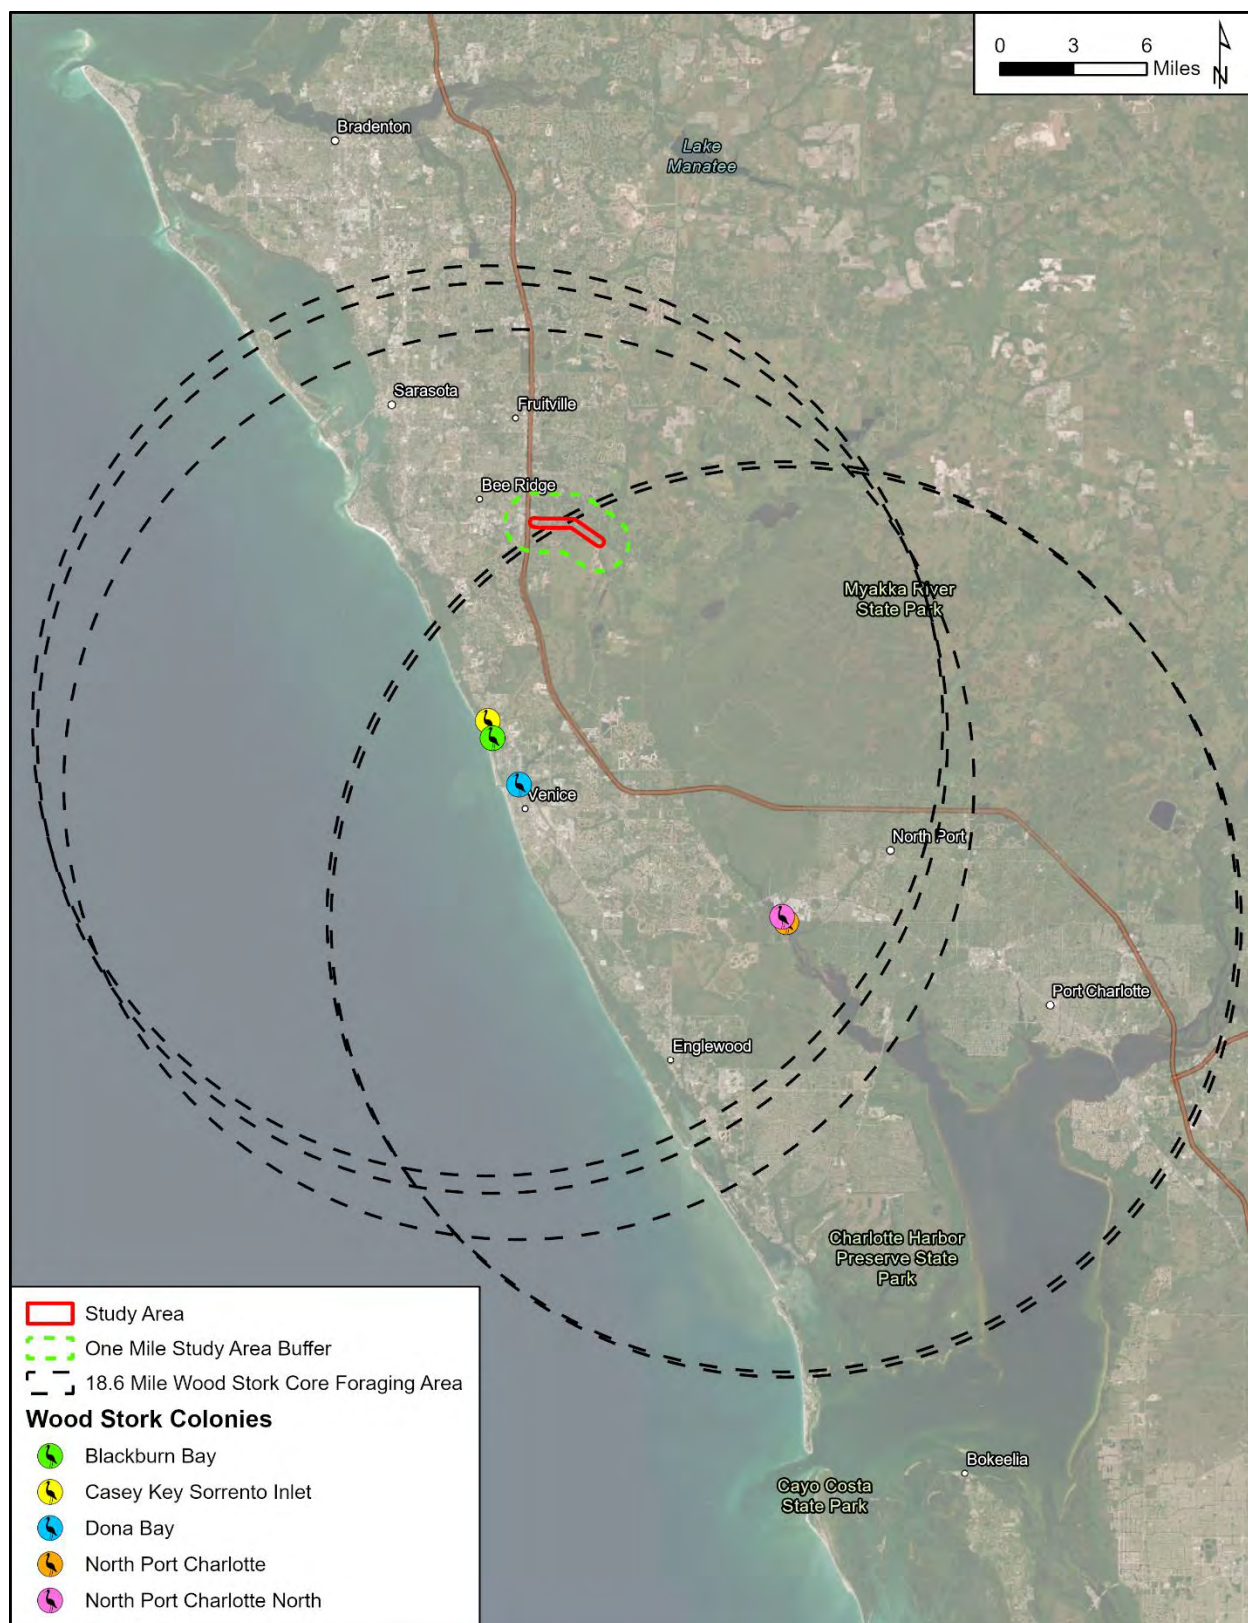 0 3 6
Miles
N
Bradenton
Lake
Manatee
Sarasota
Fruitville
Bee Ridge
Myakka River
State Park
Venice
North Port
Port Charlotte
Englewood
Charlotte Harbor
Preserve State
Park
Bokeelia
Cayo Costa
State Park
Study Area
One Mile Study Area Buffer
18.6 Mile Wood Stork Core Foraging Area
Wood Stork Colonies
Blackburn Bay
Casey Key Sorrento Inlet
Dona Bay
North Port Charlotte
North Port Charlotte North